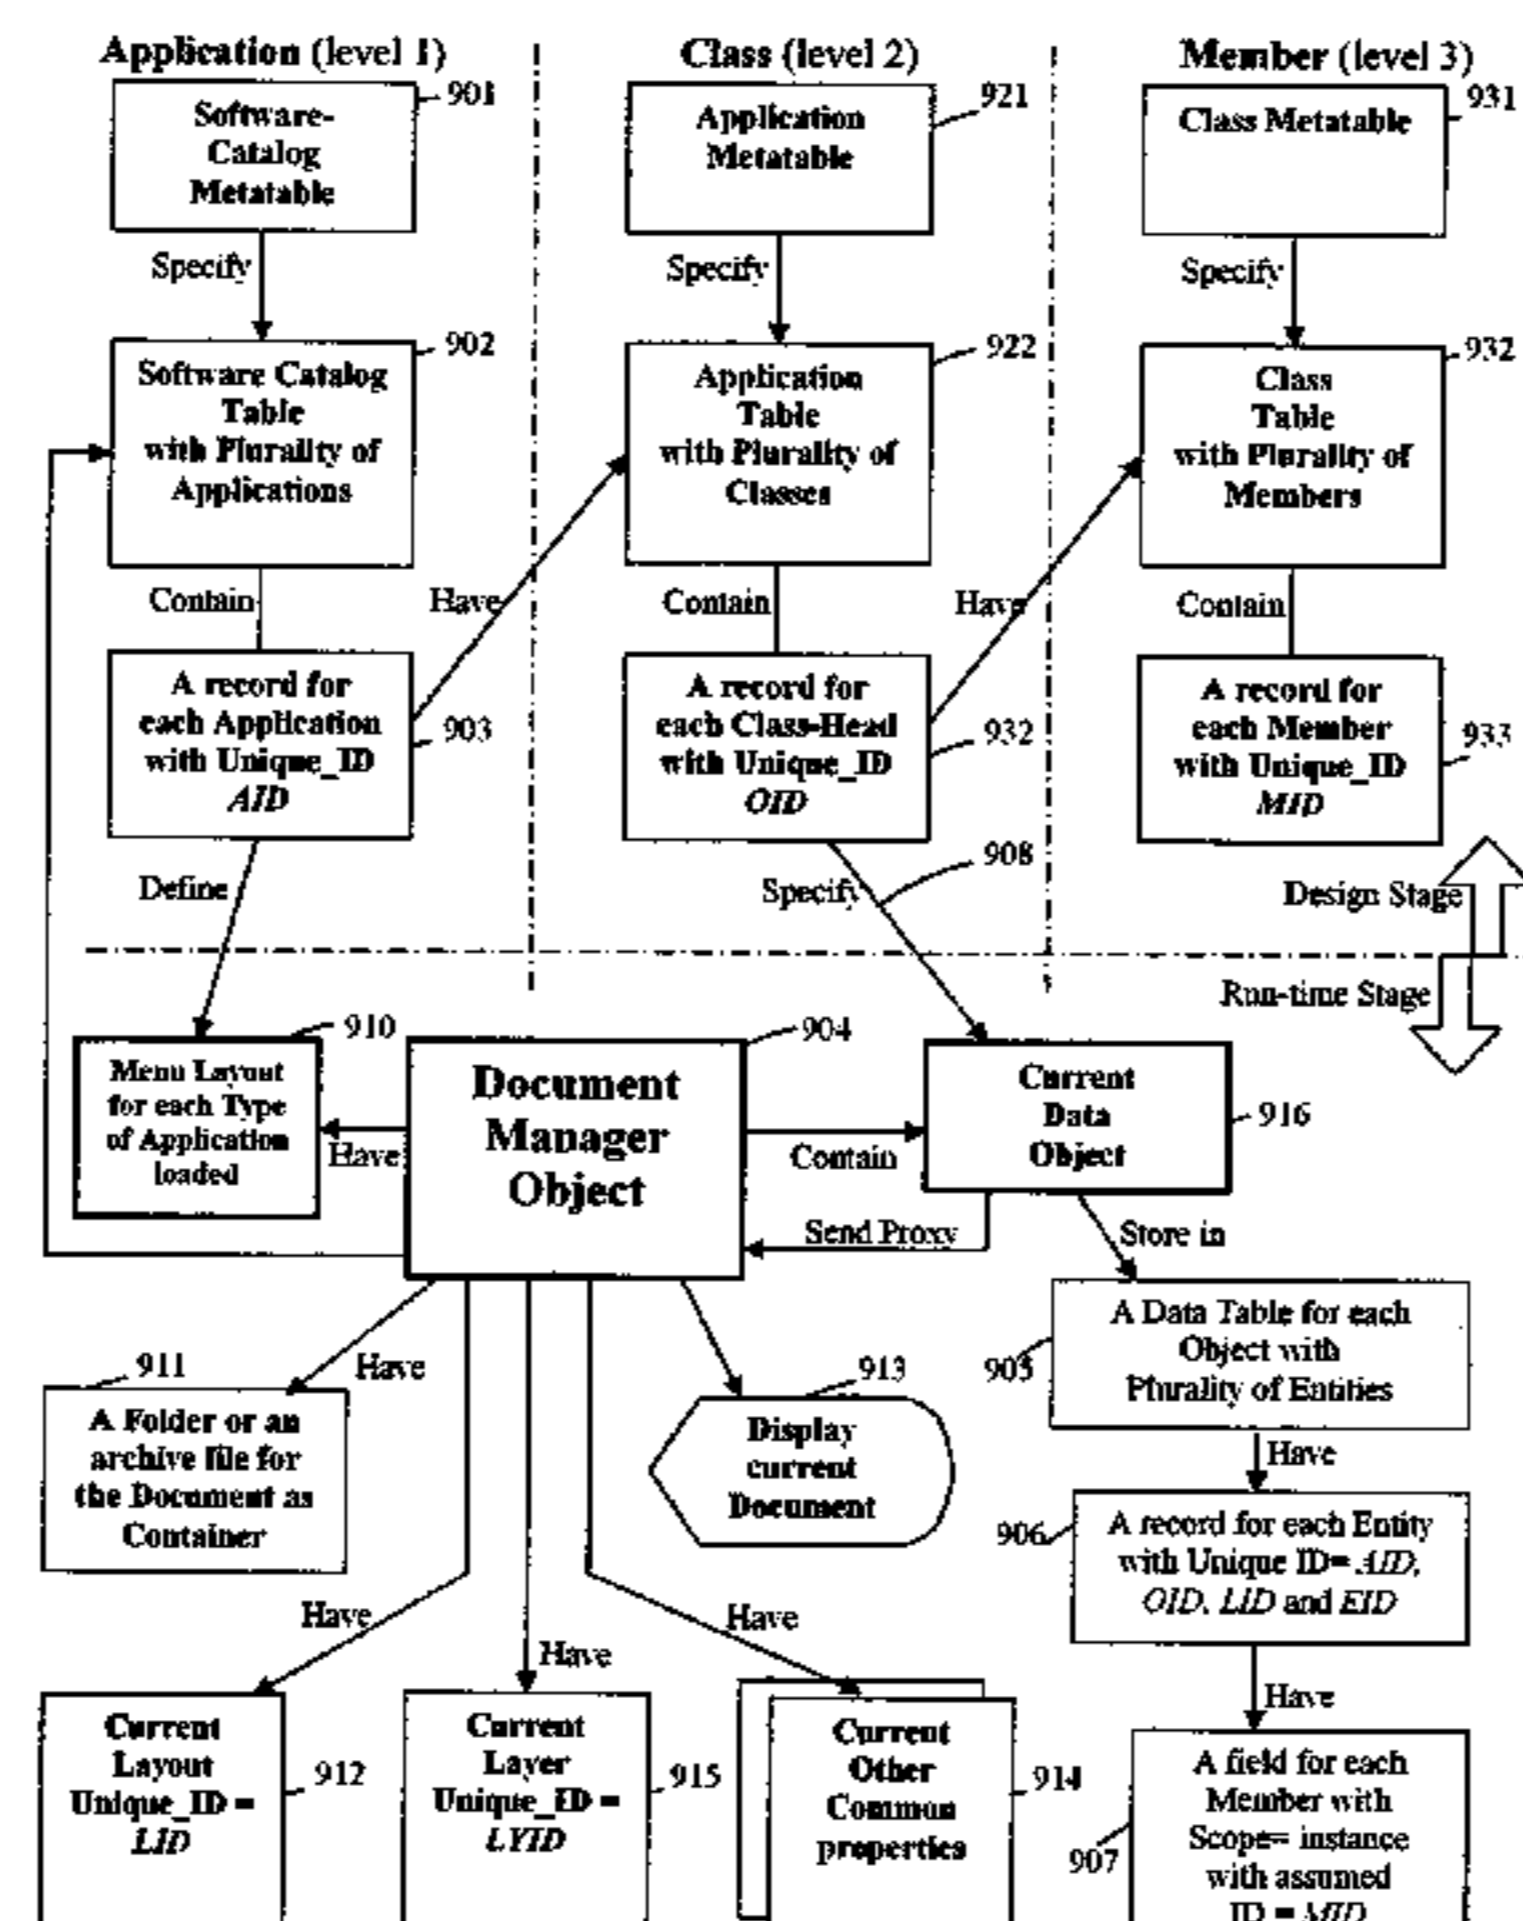 Application (level 1)
Class (level 2)
Member (level 3)
Software-
Catalog
Metatable
901
Application
Metatable
921
Class Metatable
931
Specify
Specify
Specify
Software Catalog
Table
with Plurality of
Applications
902
Application
Table
with Plurality of
Classes
922
Class
Table
with Plurality of
Members
932
Contain
Have
Contain
Have
Contain
A record for
each Application
with Unique_ID
AID
903
A record for
each Class-Head
with Unique_ID
OID
932
A record for
each Member
with Unique_ID
MID
933
Define
Specify
908
Design Stage
Run-time Stage
Menu Layout
for each Type
of Application
loaded
910
Have
Document
Manager
Object
904
Contain
Send Proxy
Current
Data
Object
916
Store in
A Data Table for each
Object with
Plurality of Entities
905
Have
A record for each Entity
with Unique ID= AID,
OID, LID and EID
906
Have
A field for each
Member with
Scope= instance
with assumed
ID = MID
907
Have
911
A Folder or an
archive file for
the Document as
Container
913
Display
current
Document
Have
Have
Have
Current
Layout
Unique_ID =
LID
912
Current
Layer
Unique_ID =
LYID
915
Current
Other
Common
properties
914